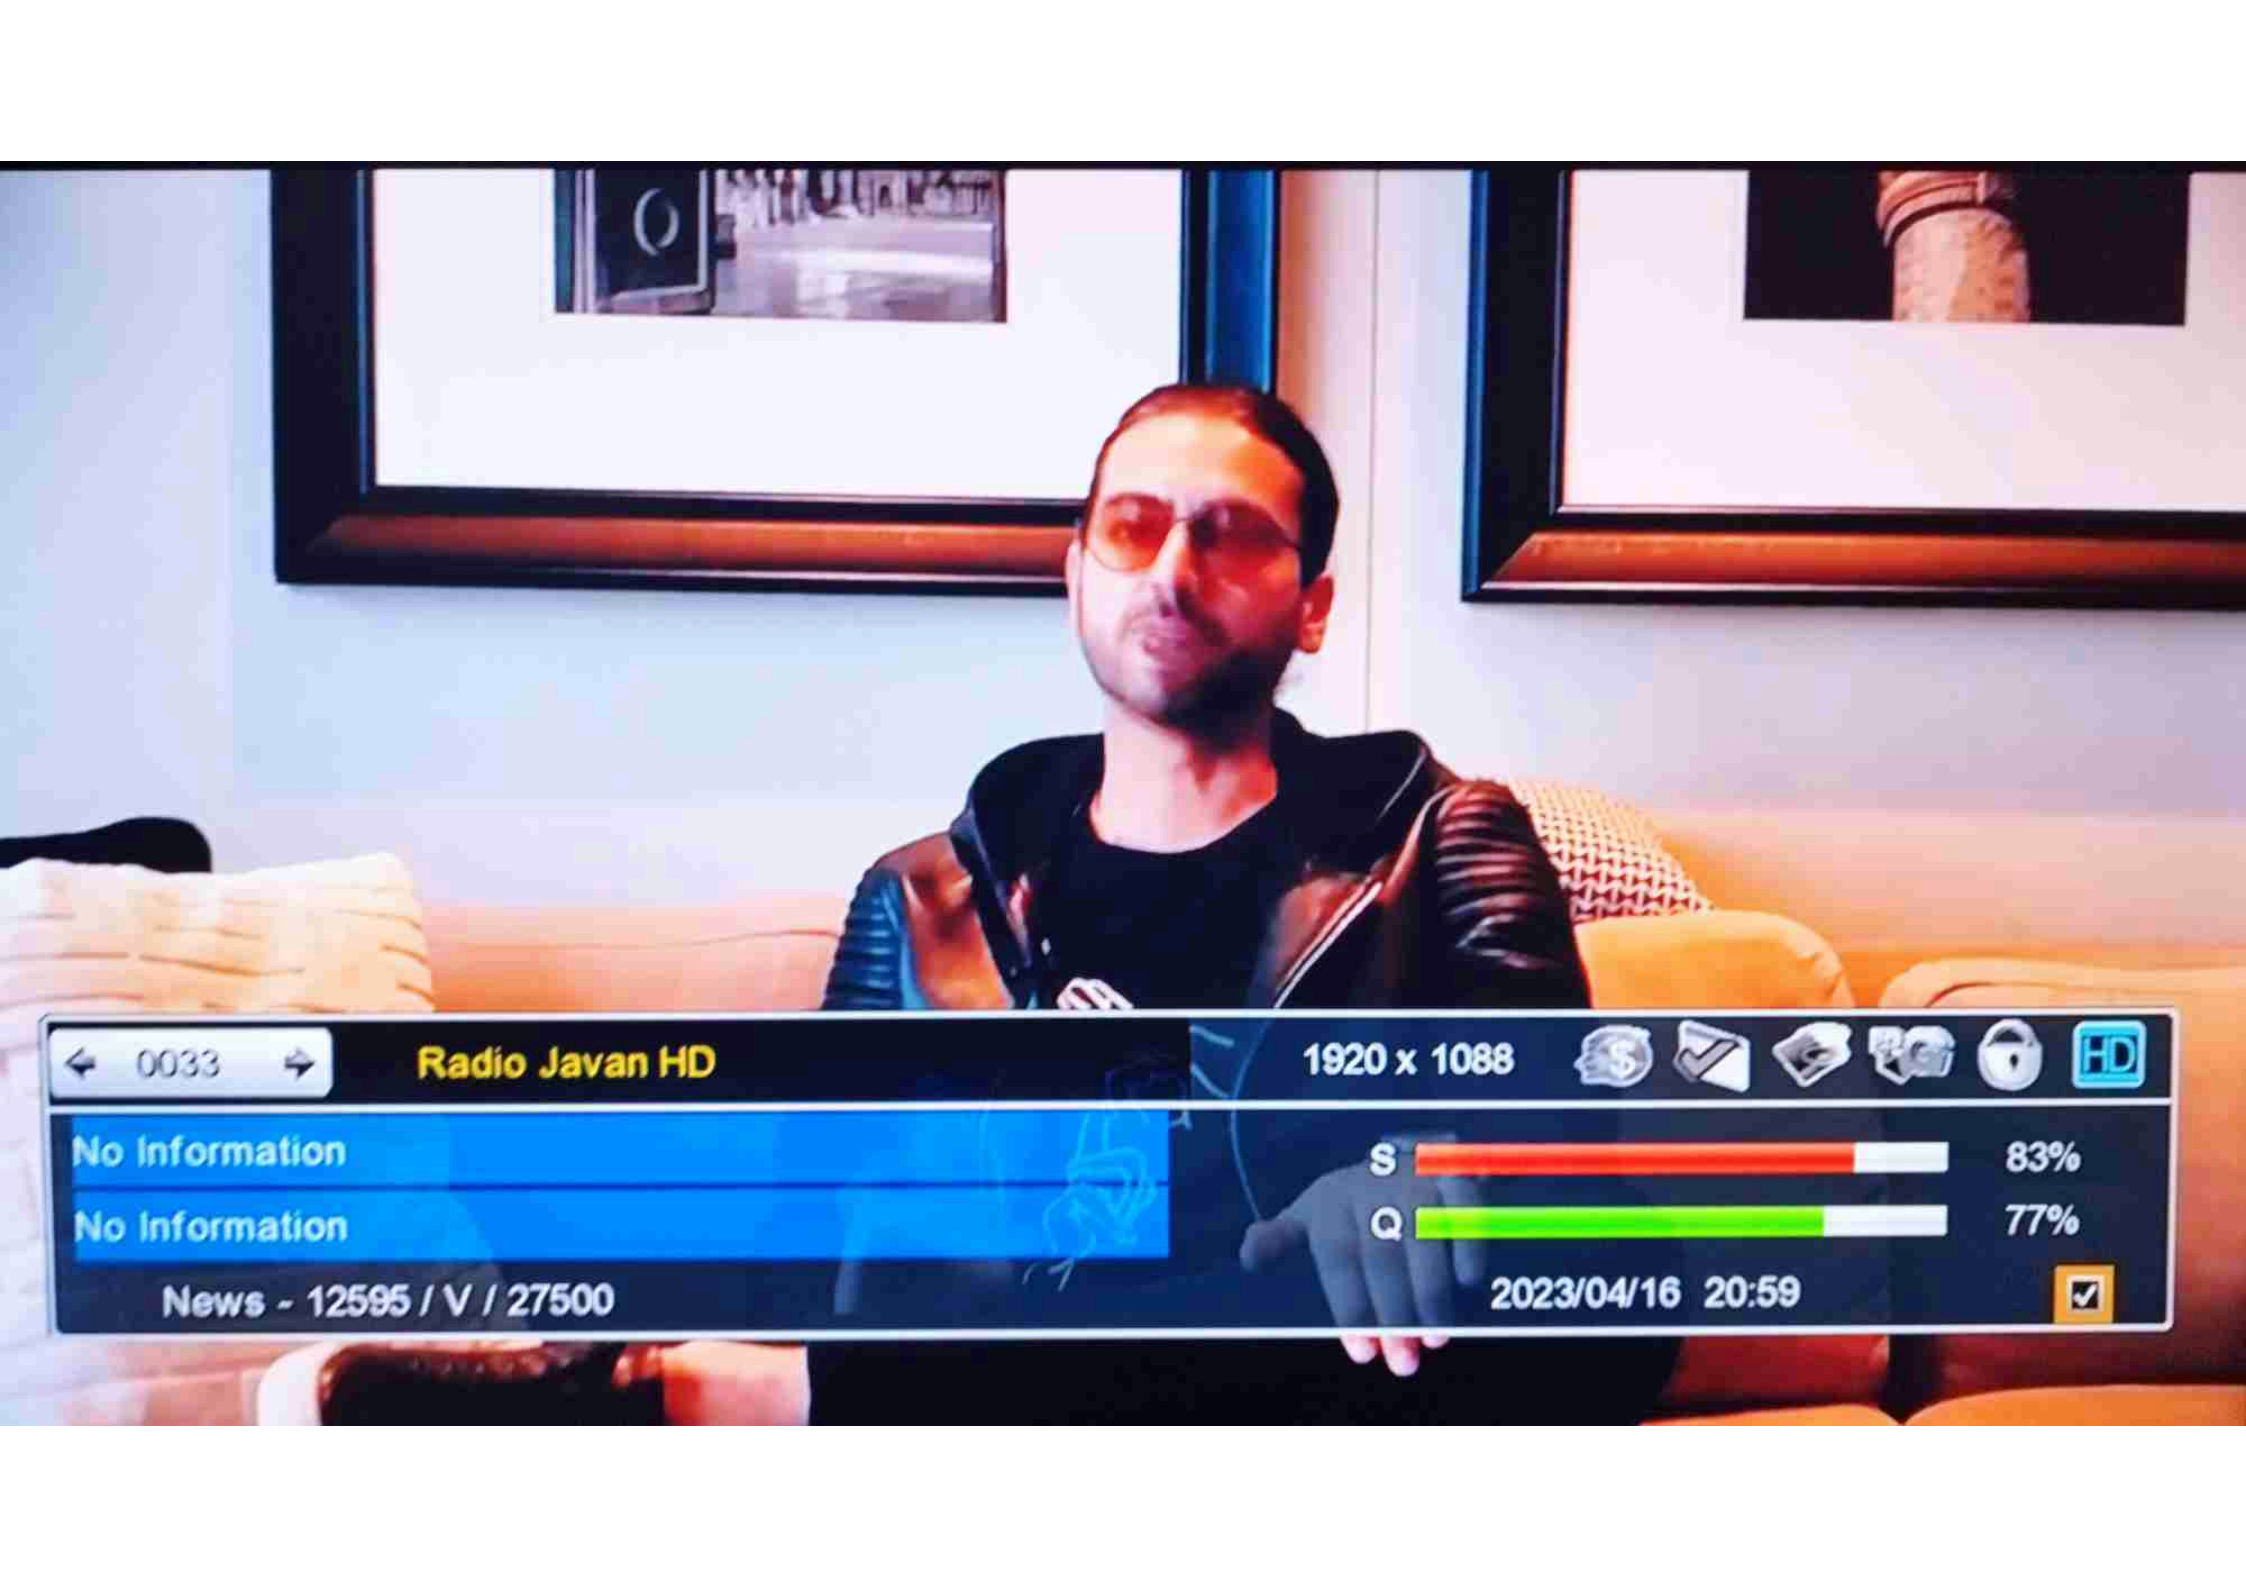 0033
Radio Javan HD
1920 x 1088
HD
No Information
No Information
S 83%
Q 77%
News - 12595 / V / 27500
2023/04/16 20:59